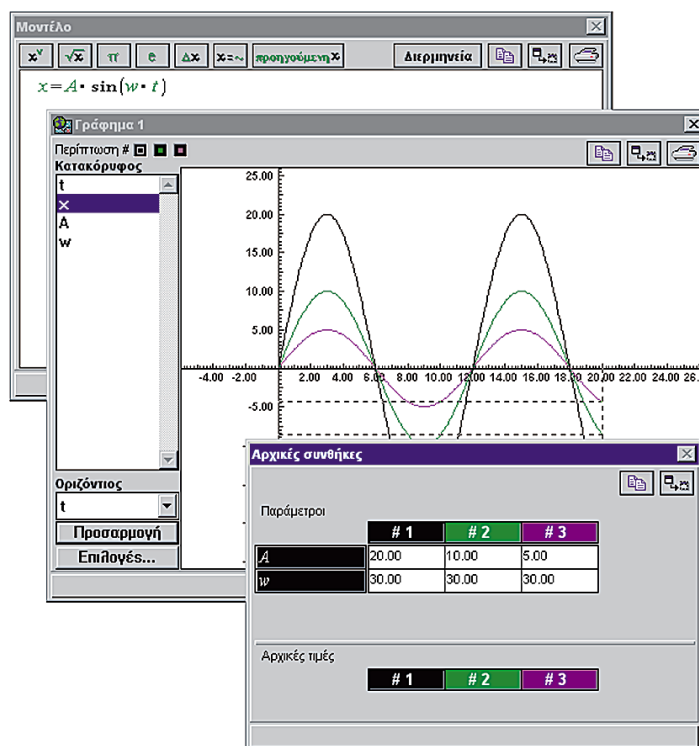 Μοντέλο
xʸ √x π e Δx x=~ προηγούμενη x Διερμηνεία
x = A · sin(w · t)
Γράφημα 1
Περίπτωση #
Κατακόρυφος
t
x
A
w
25.00
20.00
15.00
10.00
5.00
-4.00 -2.00 2.00 4.00 6.00 8.00 10.00 12.00 14.00 16.00 18.00 20.00 22.00 24.00
-5.00
Οριζόντιος
t
Προσαρμογή
Επιλογές...
Αρχικές συνθήκες
Παράμετροι
# 1 # 2 # 3
A 20.00 10.00 5.00
w 30.00 30.00 30.00
Αρχικές τιμές
# 1 # 2 # 3